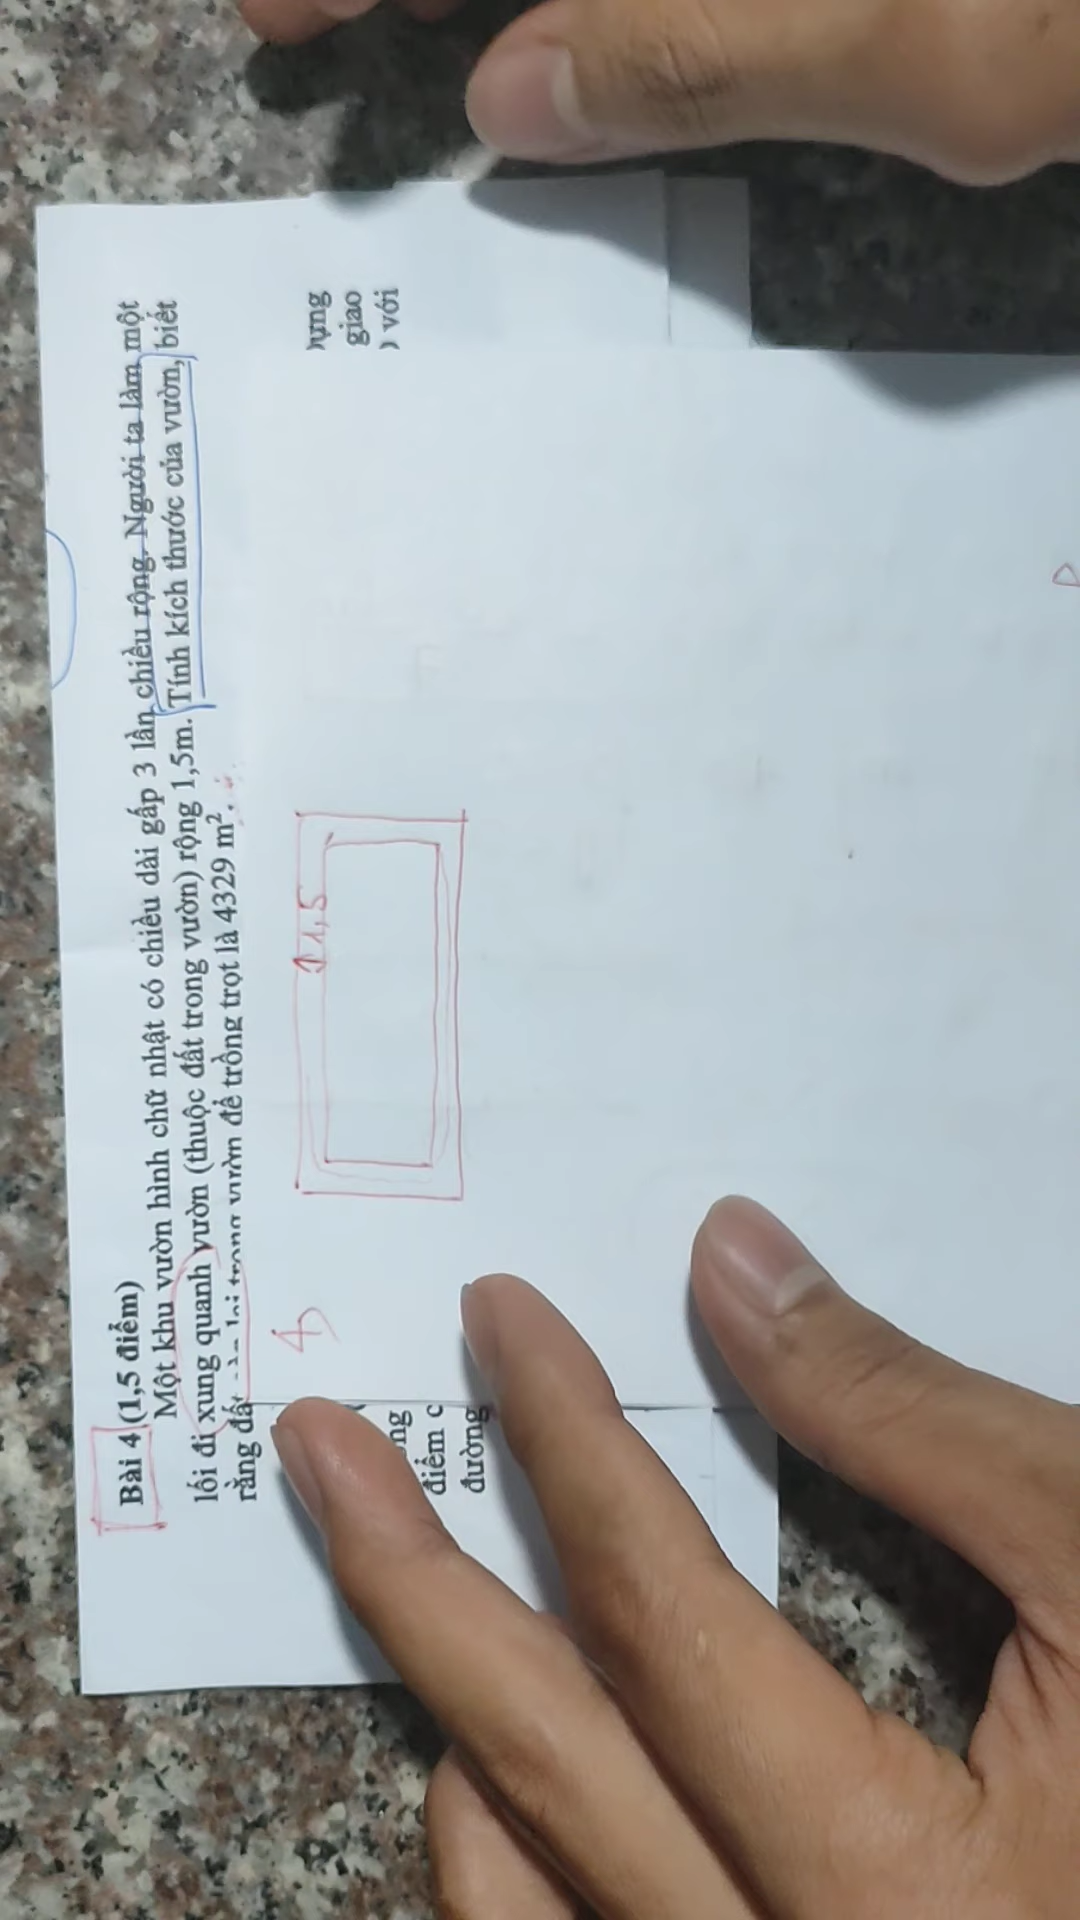 Bài 4 (1,5 điểm)
Một khu vườn hình chữ nhật có chiều dài gấp 3 lần chiều rộng. Người ta làm một
lối đi xung quanh vườn (thuộc đất trong vườn) rộng 1,5m. Tính kích thước của vườn, biết
rằng đất còn lại trong vườn để trồng trọt là 4329 m².
1,5
giao
) với
điểm c
đường